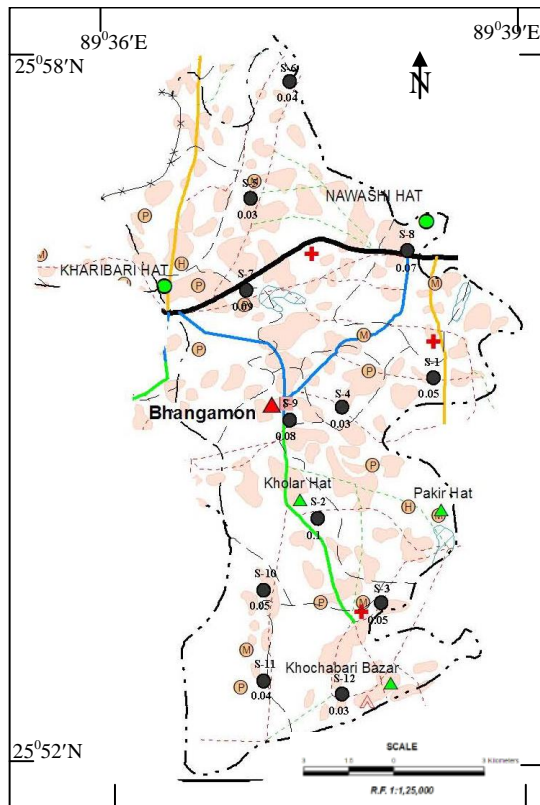 89⁰36′E
89⁰39′E
25⁰58′N
N
S-6
0.04
S-5
0.03
P
NAWASHI HAT
S-8
0.07
M
H
KHARIBARI HAT
P
S-7
0.09
P
M
M
P
P
S-1
0.05
S-4
0.03
Bhangamon
S-9
0.08
P
Kholar Hat
Pakir Hat
S-2
0.1
H
M
S-10
0.05
P
M
S-3
0.05
M
Khochabari Bazar
S-11
0.04
P
S-12
0.03
25⁰52′N
SCALE
3 Kilometers
R.F. 1:1,25,000